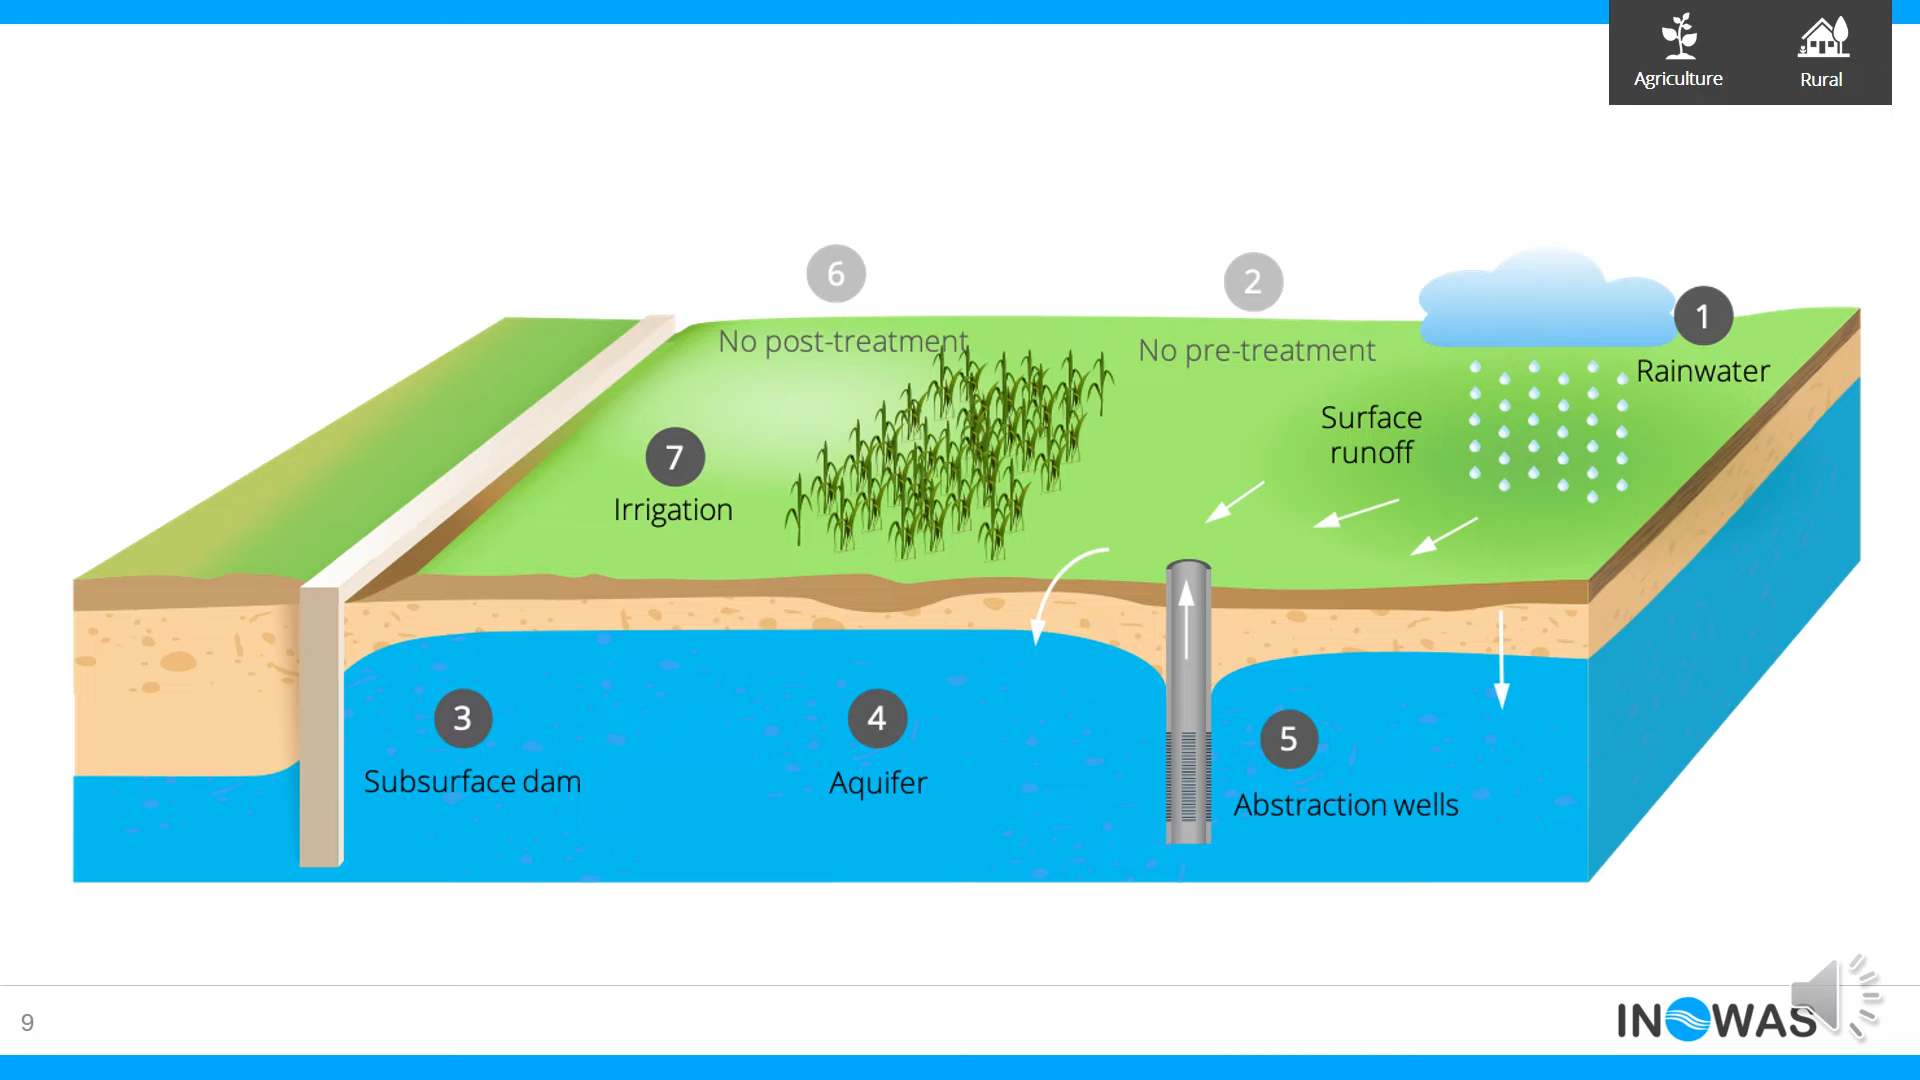 Agriculture
Rural
6
2
1
No post-treatment
No pre-treatment
Rainwater
Surface
runoff
7
Irrigation
3
4
5
Subsurface dam
Aquifer
Abstraction wells
9
INOWAS